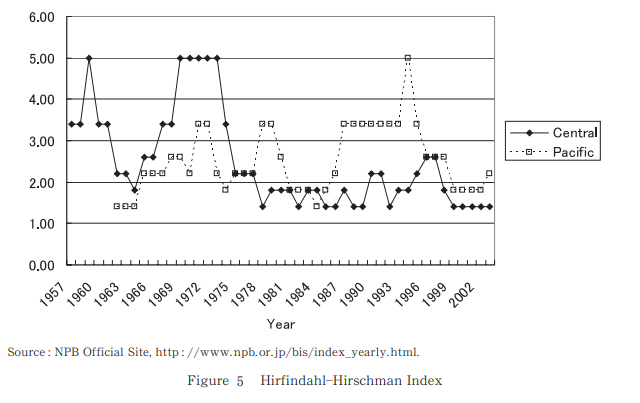 6.00
5.00
4.00
3.00
2.00
1.00
0.00
1957 1960 1963 1966 1969 1972 1975 1978 1981 1984 1987 1990 1993 1996 1999 2002
Year
Central
Pacific
Source: NPB Official Site, http://www.npb.or.jp/bis/index_yearly.html.
Figure 5 Hirfindahl–Hirschman Index